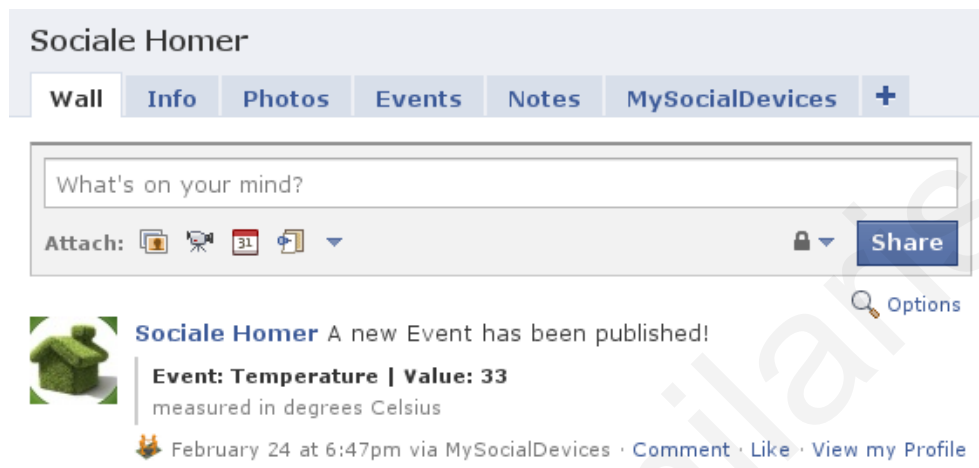 Sociale Homer
Wall Info Photos Events Notes MySocialDevices +
What's on your mind?
Attach: 31 Share
Options
Sociale Homer A new Event has been published!
Event: Temperature | Value: 33
measured in degrees Celsius
February 24 at 6:47pm via MySocialDevices · Comment · Like · View my Profile